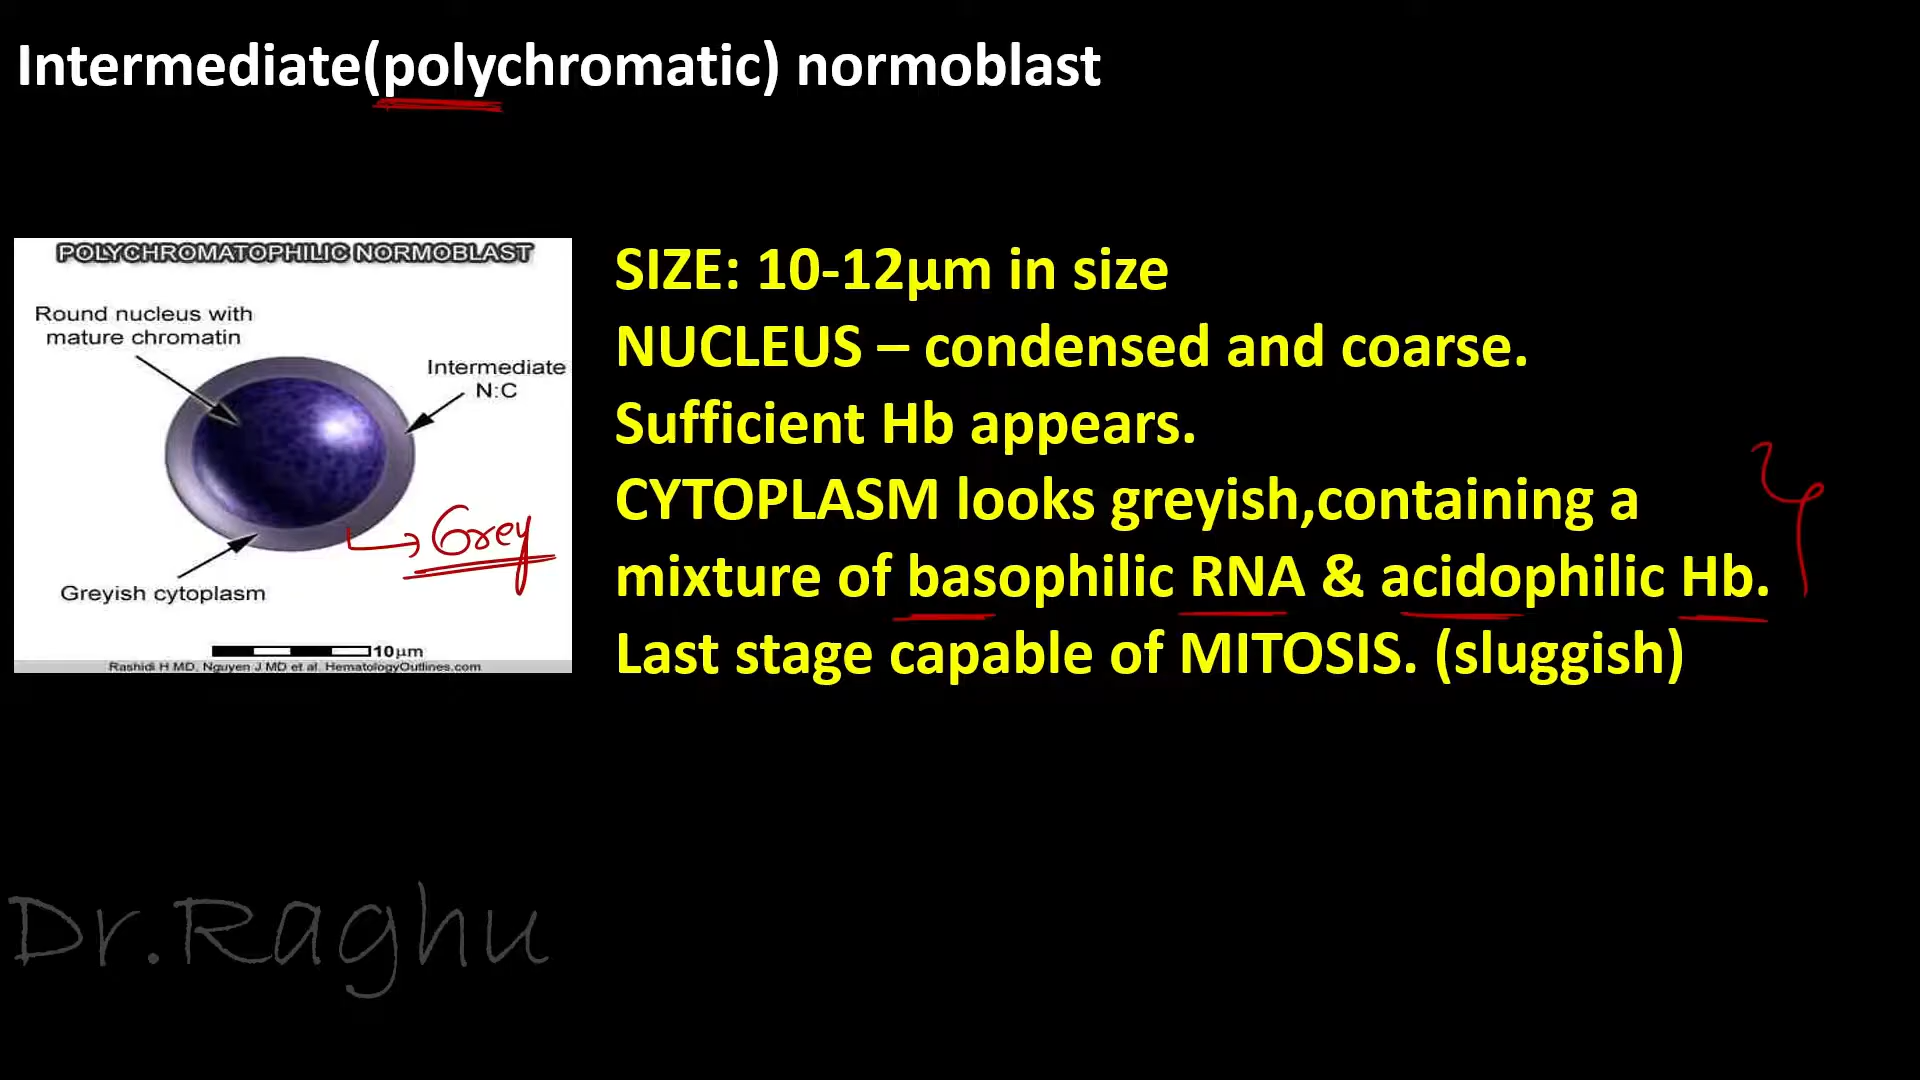 Intermediate(polychromatic) normoblast
POLYCHROMATOPHILIC NORMOBLAST
Round nucleus with
mature chromatin
Intermediate
N:C
Grey
Greyish cytoplasm
10µm
Rashidi H MD, Nguyen J MD et al. HematologyOutlines.com
SIZE: 10-12µm in size
NUCLEUS – condensed and coarse.
Sufficient Hb appears.
CYTOPLASM looks greyish,containing a
mixture of basophilic RNA & acidophilic Hb.
Last stage capable of MITOSIS. (sluggish)
Dr.Raghu